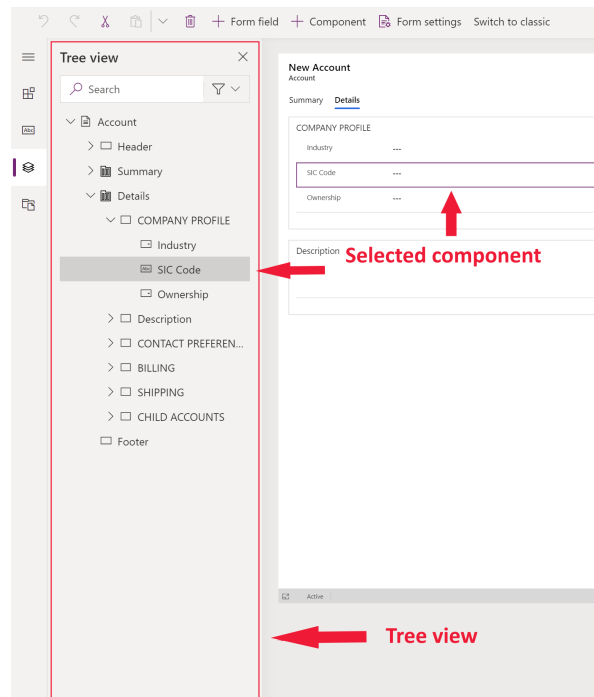 + Form field + Component Form settings Switch to classic
Tree view
Search
Abc
Account
Header
Summary
Details
COMPANY PROFILE
Industry
Abc SIC Code
Ownership
Description
CONTACT PREFEREN...
BILLING
SHIPPING
CHILD ACCOUNTS
Footer
New Account
Account
Summary Details
COMPANY PROFILE
Industry ---
SIC Code ---
Ownership ---
Description
Selected component
Active
Tree view